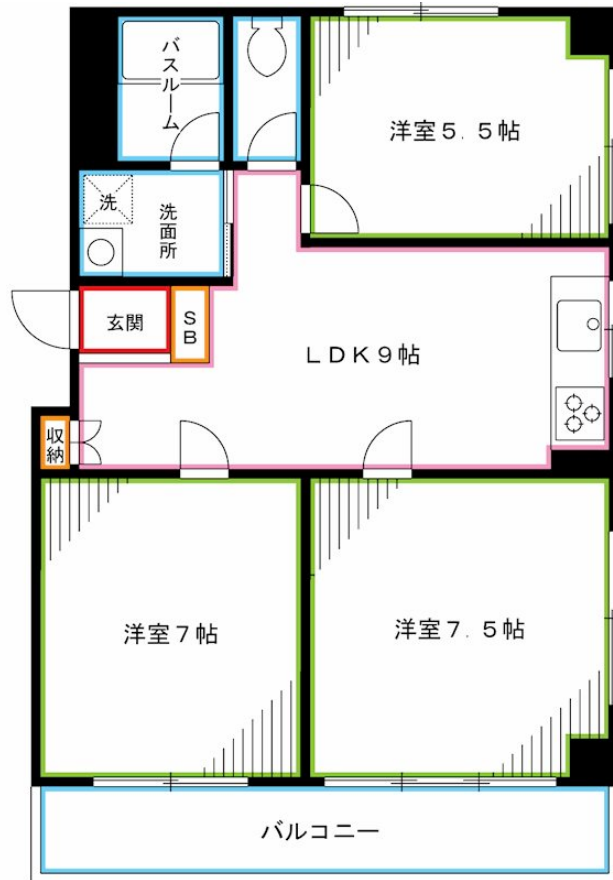 バスルーム
洋室5.5帖
洗
洗面所
玄関
SB
LDK9帖
収納
洋室7帖
洋室7.5帖
バルコニー